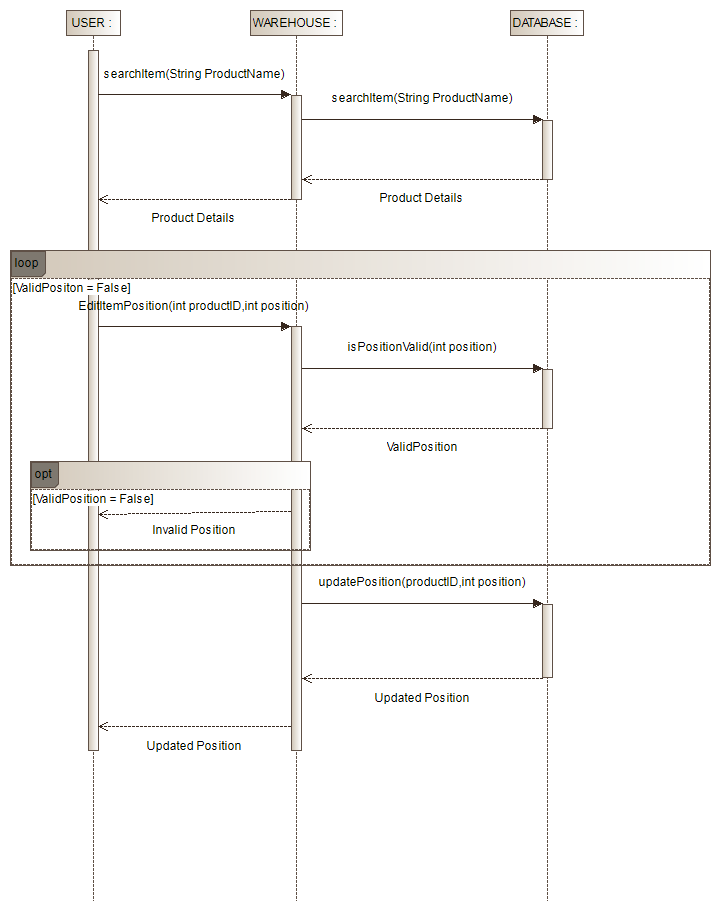 USER :
WAREHOUSE :
DATABASE :
searchItem(String ProductName)
searchItem(String ProductName)
Product Details
Product Details
loop
[ValidPositon = False]
EditItemPosition(int productID,int position)
isPositionValid(int position)
ValidPosition
opt
[ValidPosition = False]
Invalid Position
updatePosition(productID,int position)
Updated Position
Updated Position